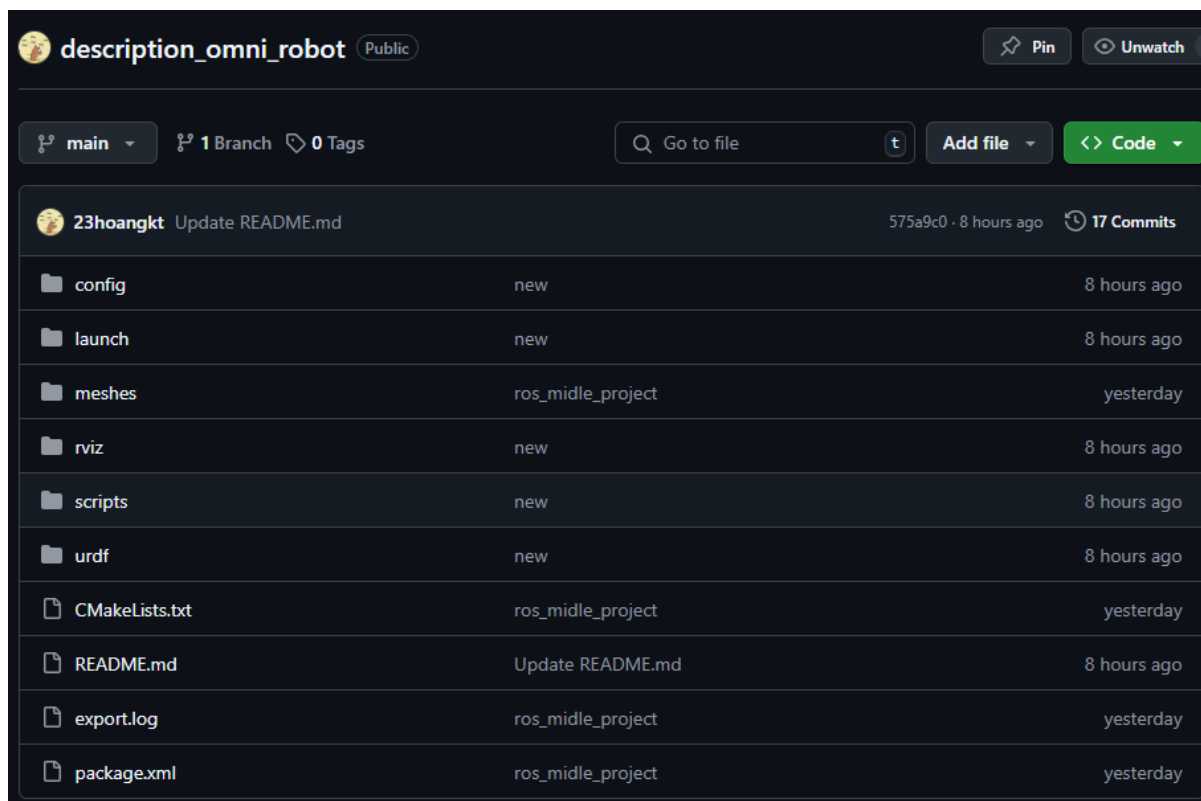 description_omni_robot Public Pin Unwatch
main 1 Branch 0 Tags Go to file t Add file <> Code
23hoangkt Update README.md 575a9c0 · 8 hours ago 17 Commits
config new 8 hours ago
launch new 8 hours ago
meshes ros_midle_project yesterday
rviz new 8 hours ago
scripts new 8 hours ago
urdf new 8 hours ago
CMakeLists.txt ros_midle_project yesterday
README.md Update README.md 8 hours ago
export.log ros_midle_project yesterday
package.xml ros_midle_project yesterday